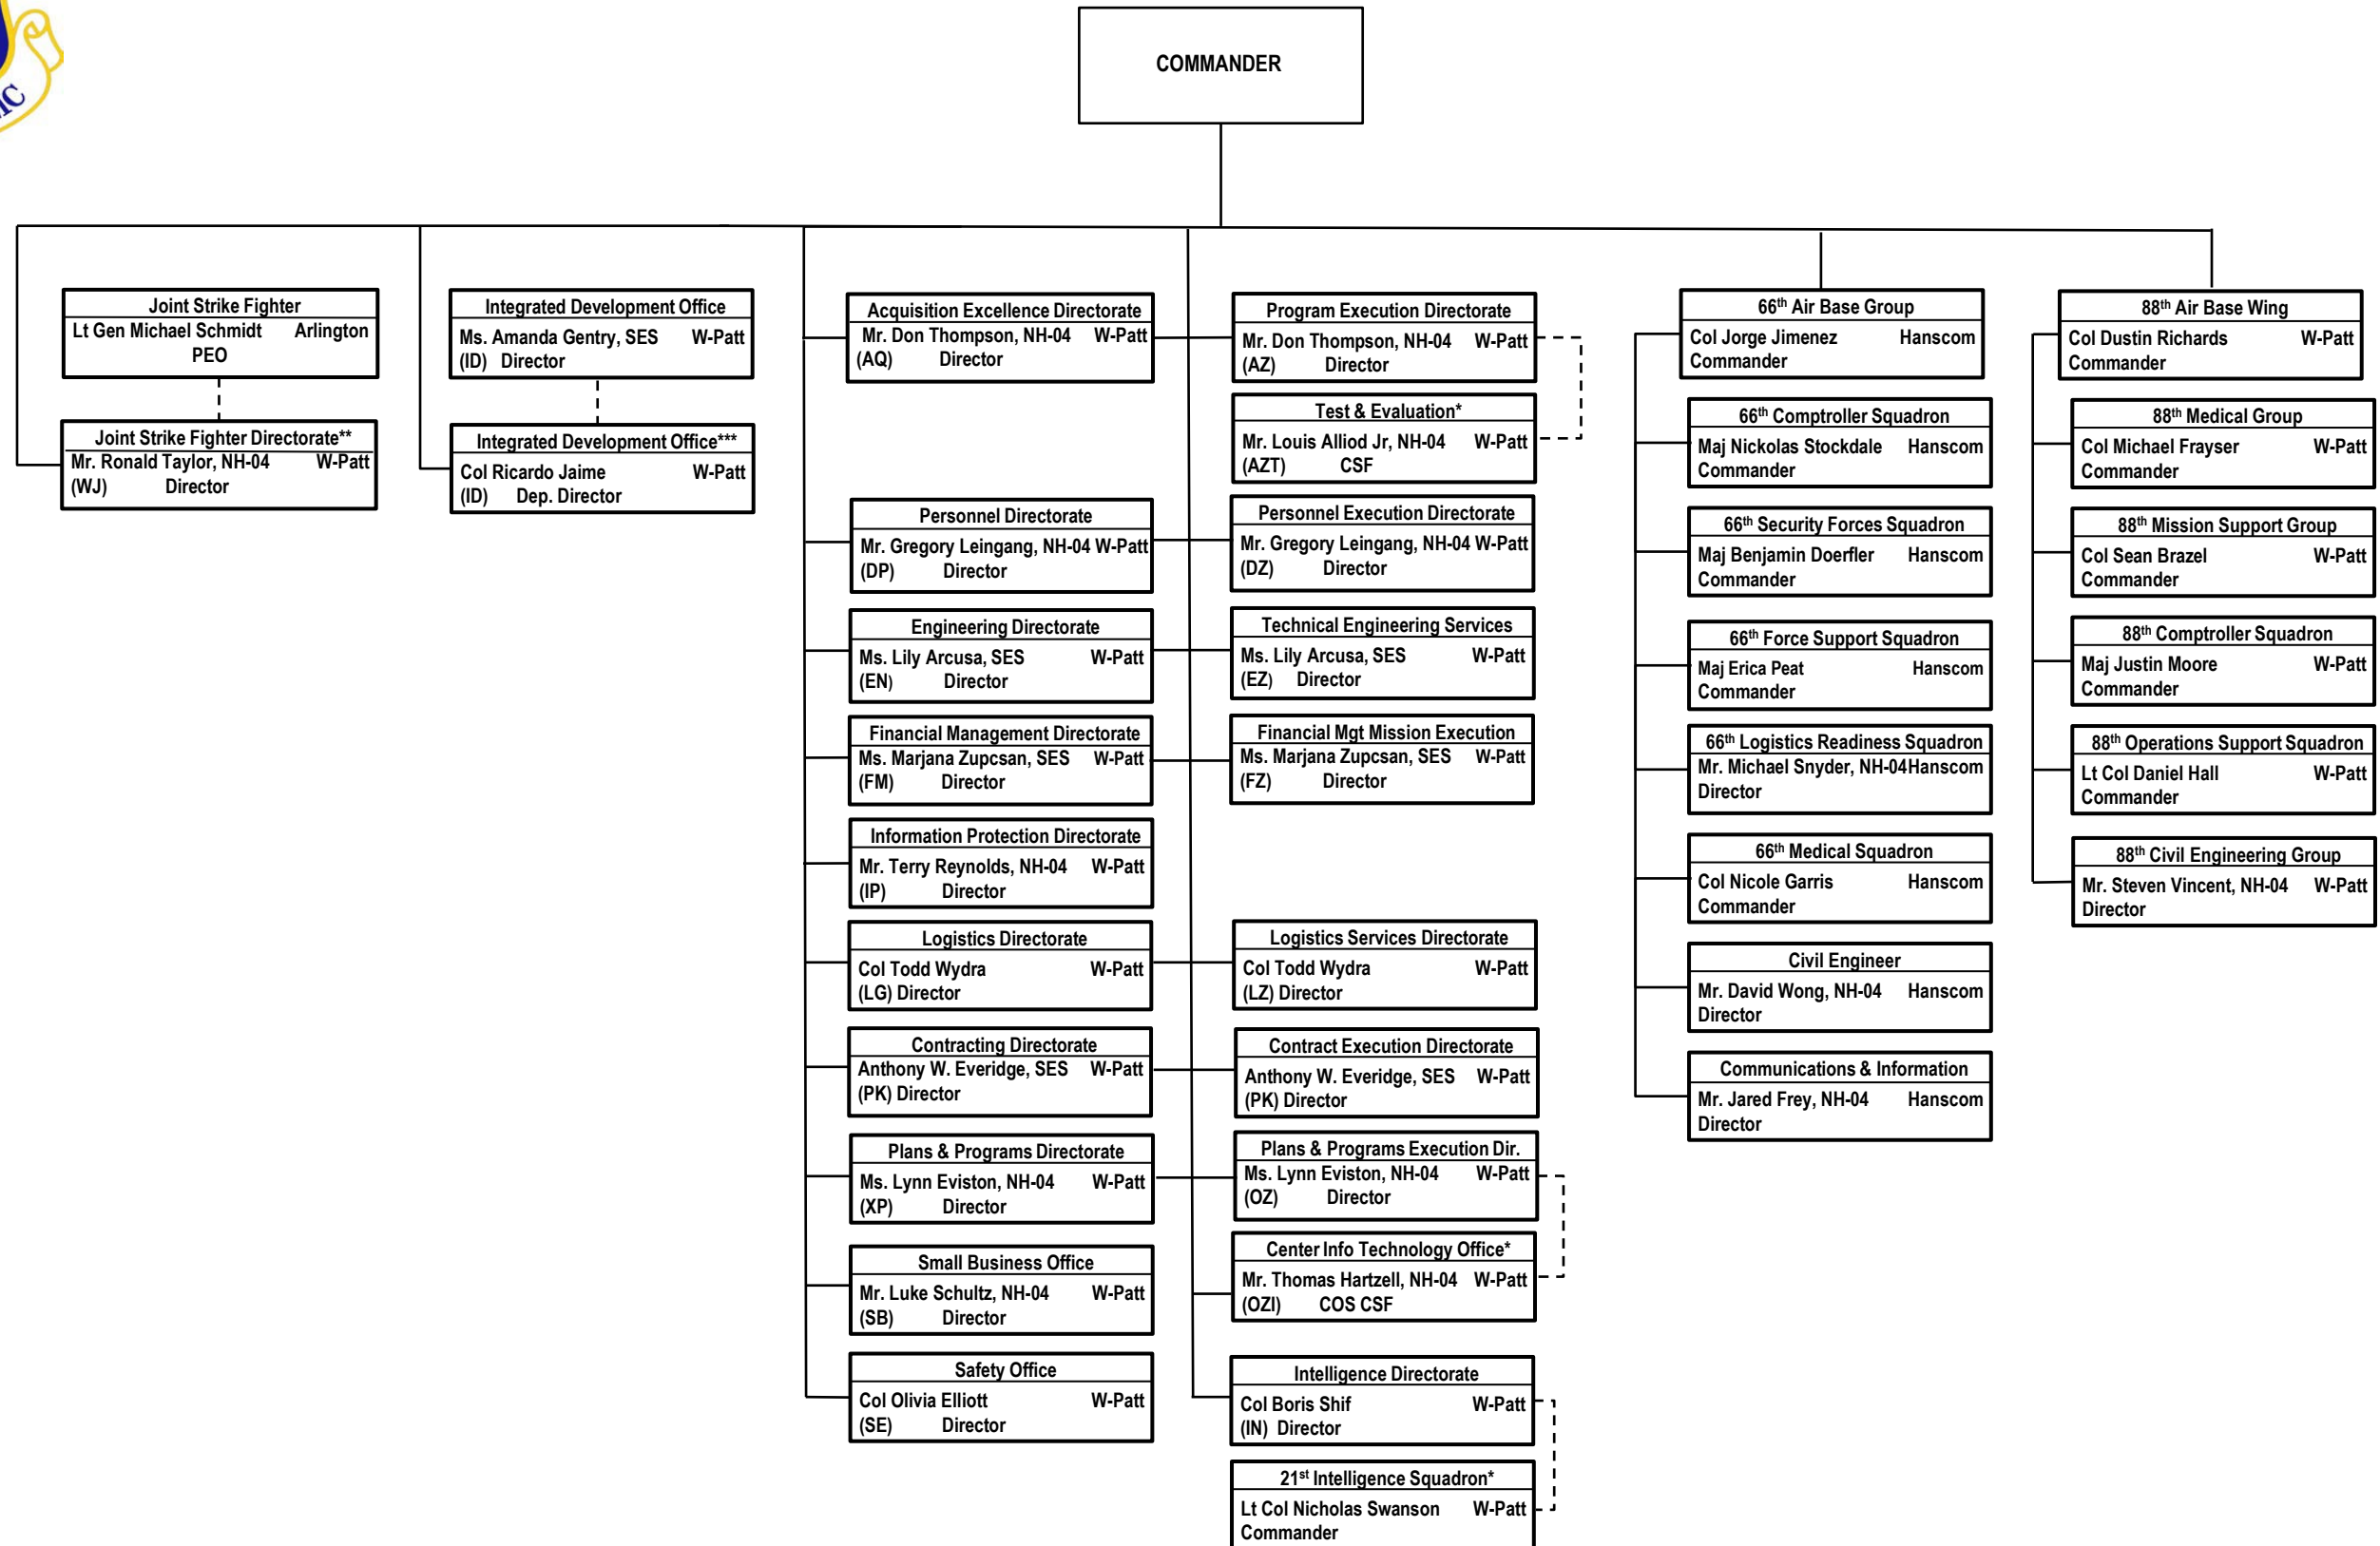 MC
COMMANDER
Joint Strike Fighter
Lt Gen Michael Schmidt Arlington
PEO
Joint Strike Fighter Directorate**
Mr. Ronald Taylor, NH-04 W-Patt
(WJ) Director
Integrated Development Office
Ms. Amanda Gentry, SES W-Patt
(ID) Director
Integrated Development Office***
Col Ricardo Jaime W-Patt
(ID) Dep. Director
Acquisition Excellence Directorate
Mr. Don Thompson, NH-04 W-Patt
(AQ) Director
Personnel Directorate
Mr. Gregory Leingang, NH-04 W-Patt
(DP) Director
Engineering Directorate
Ms. Lily Arcusa, SES W-Patt
(EN) Director
Financial Management Directorate
Ms. Marjana Zupcsan, SES W-Patt
(FM) Director
Information Protection Directorate
Mr. Terry Reynolds, NH-04 W-Patt
(IP) Director
Logistics Directorate
Col Todd Wydra W-Patt
(LG) Director
Contracting Directorate
Anthony W. Everidge, SES W-Patt
(PK) Director
Plans & Programs Directorate
Ms. Lynn Eviston, NH-04 W-Patt
(XP) Director
Small Business Office
Mr. Luke Schultz, NH-04 W-Patt
(SB) Director
Safety Office
Col Olivia Elliott W-Patt
(SE) Director
Program Execution Directorate
Mr. Don Thompson, NH-04 W-Patt
(AZ) Director
Test & Evaluation*
Mr. Louis Alliod Jr, NH-04 W-Patt
(AZT) CSF
Personnel Execution Directorate
Mr. Gregory Leingang, NH-04 W-Patt
(DZ) Director
Technical Engineering Services
Ms. Lily Arcusa, SES W-Patt
(EZ) Director
Financial Mgt Mission Execution
Ms. Marjana Zupcsan, SES W-Patt
(FZ) Director
Logistics Services Directorate
Col Todd Wydra W-Patt
(LZ) Director
Contract Execution Directorate
Anthony W. Everidge, SES W-Patt
(PK) Director
Plans & Programs Execution Dir.
Ms. Lynn Eviston, NH-04 W-Patt
(OZ) Director
Center Info Technology Office*
Mr. Thomas Hartzell, NH-04 W-Patt
(OZI) COS CSF
Intelligence Directorate
Col Boris Shif W-Patt
(IN) Director
21st Intelligence Squadron*
Lt Col Nicholas Swanson W-Patt
Commander
66th Air Base Group
Col Jorge Jimenez Hanscom
Commander
66th Comptroller Squadron
Maj Nickolas Stockdale Hanscom
Commander
66th Security Forces Squadron
Maj Benjamin Doerfler Hanscom
Commander
66th Force Support Squadron
Maj Erica Peat Hanscom
Commander
66th Logistics Readiness Squadron
Mr. Michael Snyder, NH-04Hanscom
Director
66th Medical Squadron
Col Nicole Garris Hanscom
Commander
Civil Engineer
Mr. David Wong, NH-04 Hanscom
Director
Communications & Information
Mr. Jared Frey, NH-04 Hanscom
Director
88th Air Base Wing
Col Dustin Richards W-Patt
Commander
88th Medical Group
Col Michael Frayser W-Patt
Commander
88th Mission Support Group
Col Sean Brazel W-Patt
Commander
88th Comptroller Squadron
Maj Justin Moore W-Patt
Commander
88th Operations Support Squadron
Lt Col Daniel Hall W-Patt
Commander
88th Civil Engineering Group
Mr. Steven Vincent, NH-04 W-Patt
Director